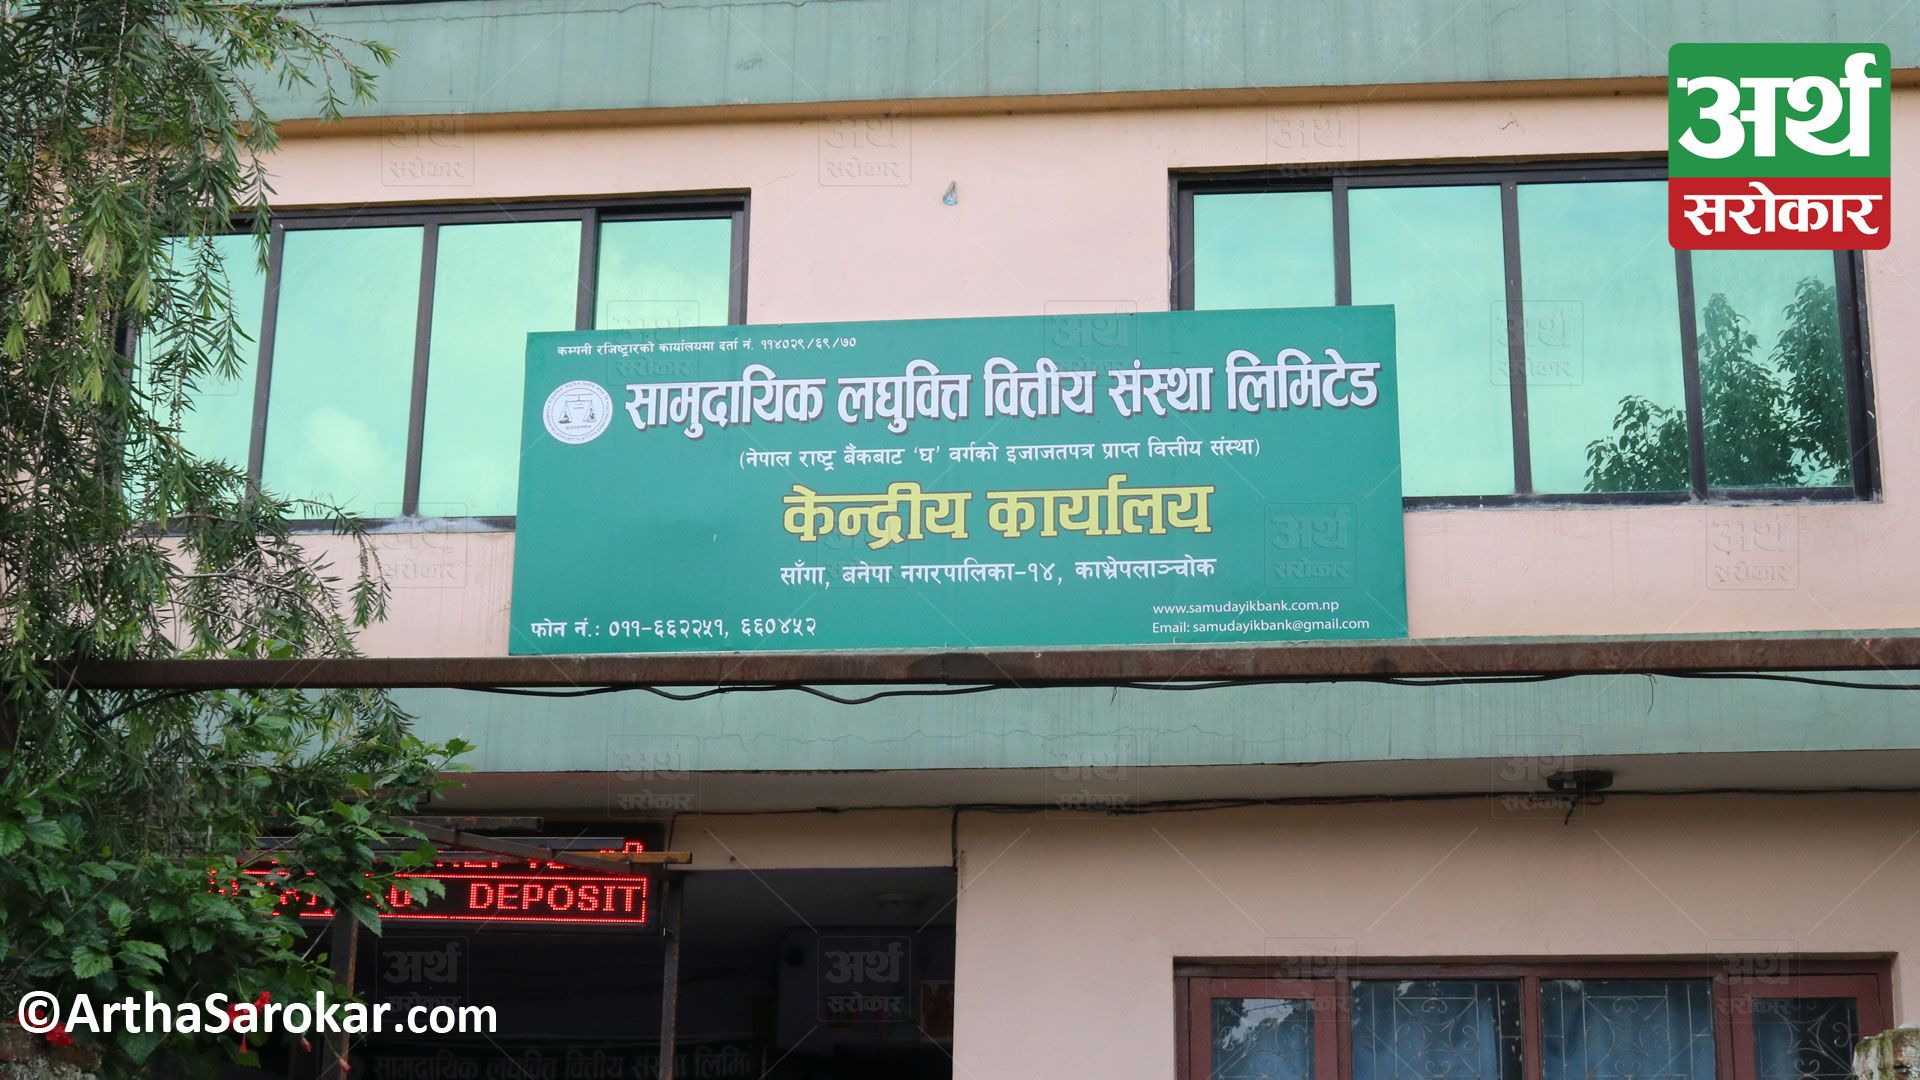 अर्थ
सरोकार
कम्पनी रजिष्ट्रारको कार्यालयमा दर्ता नं. ११४०२९/६९/७०
सामुदायिक लघुवित्त वित्तीय संस्था लिमिटेड
(नेपाल राष्ट्र बैंकबाट ‘घ’ वर्गको इजाजतपत्र प्राप्त वित्तीय संस्था)
केन्द्रीय कार्यालय
साँगा, बनेपा नगरपालिका-१४, काभ्रेपलाञ्चोक
www.samudayikbank.com.np
फोन नं.: ०११-६६२२५१, ६६०४५२
Email: samudayikbank@gmail.com
DEPOSIT
©ArthaSarokar.com
सामुदायिक लघुवित्त वित्तीय संस्था